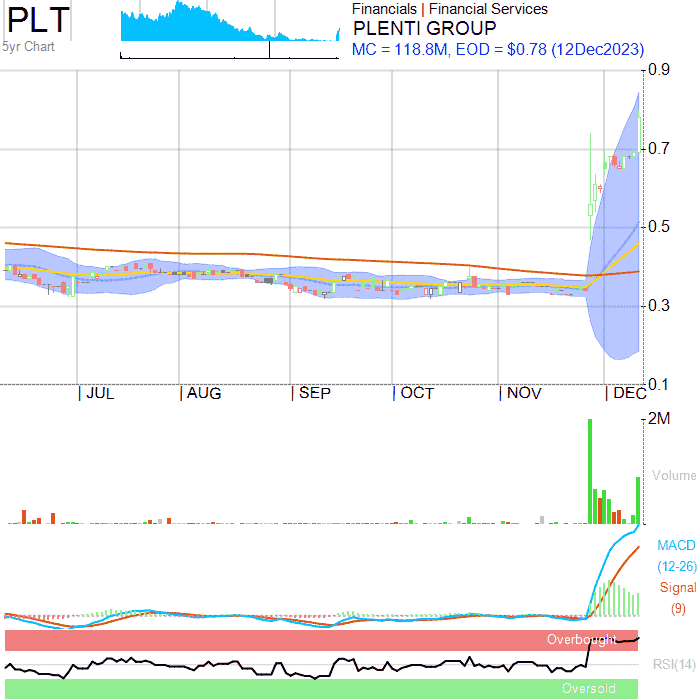 PLT
5yr Chart
Financials | Financial Services
PLENTI GROUP
MC = 118.8M, EOD = $0.78 (12Dec2023)
0.9
0.7
0.5
0.3
0.1
| JUL | AUG | SEP | OCT | NOV | DEC
2M
Volume
MACD
(12-26)
Signal
(9)
Overbought
RSI(14)
Oversold